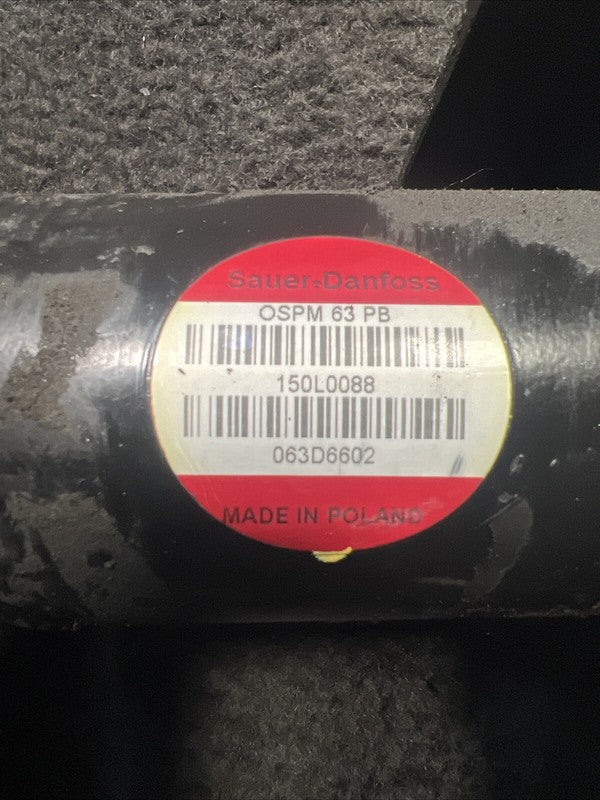 Sauer-Danfoss
OSPM 63 PB
150L0088
063D6602
MADE IN POLAND